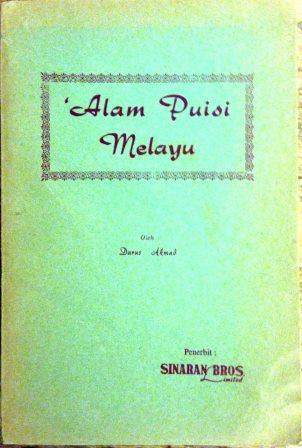 'Alam Puisi
Melayu
Oleh
Darus Ahmad
Penerbit :
SINARAN BROS.
Limited